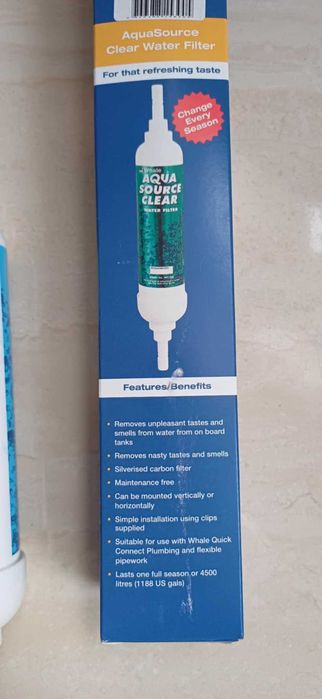 AquaSource
Clear Water Filter
For that refreshing taste
Change
Every
Season
Whale
AQUA
SOURCE
CLEAR
WATER FILTER
Features/Benefits
• Removes unpleasant tastes and
smells from water from on board
tanks
• Removes nasty tastes and smells
• Silverised carbon filter
• Maintenance free
• Can be mounted vertically or
horizontally
• Simple installation using clips
supplied
• Suitable for use with Whale Quick
Connect Plumbing and flexible
pipework
• Lasts one full season or 4500
litres (1188 US gals)